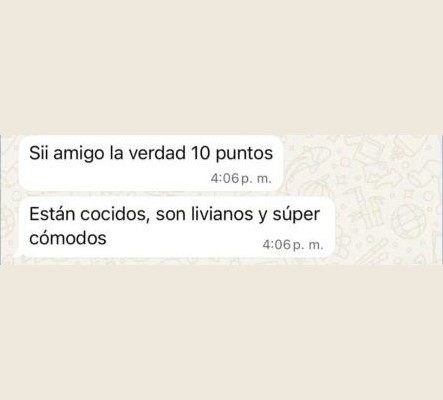 Sii amigo la verdad 10 puntos
4:06 p. m.
Están cocidos, son livianos y súper
cómodos
4:06 p. m.